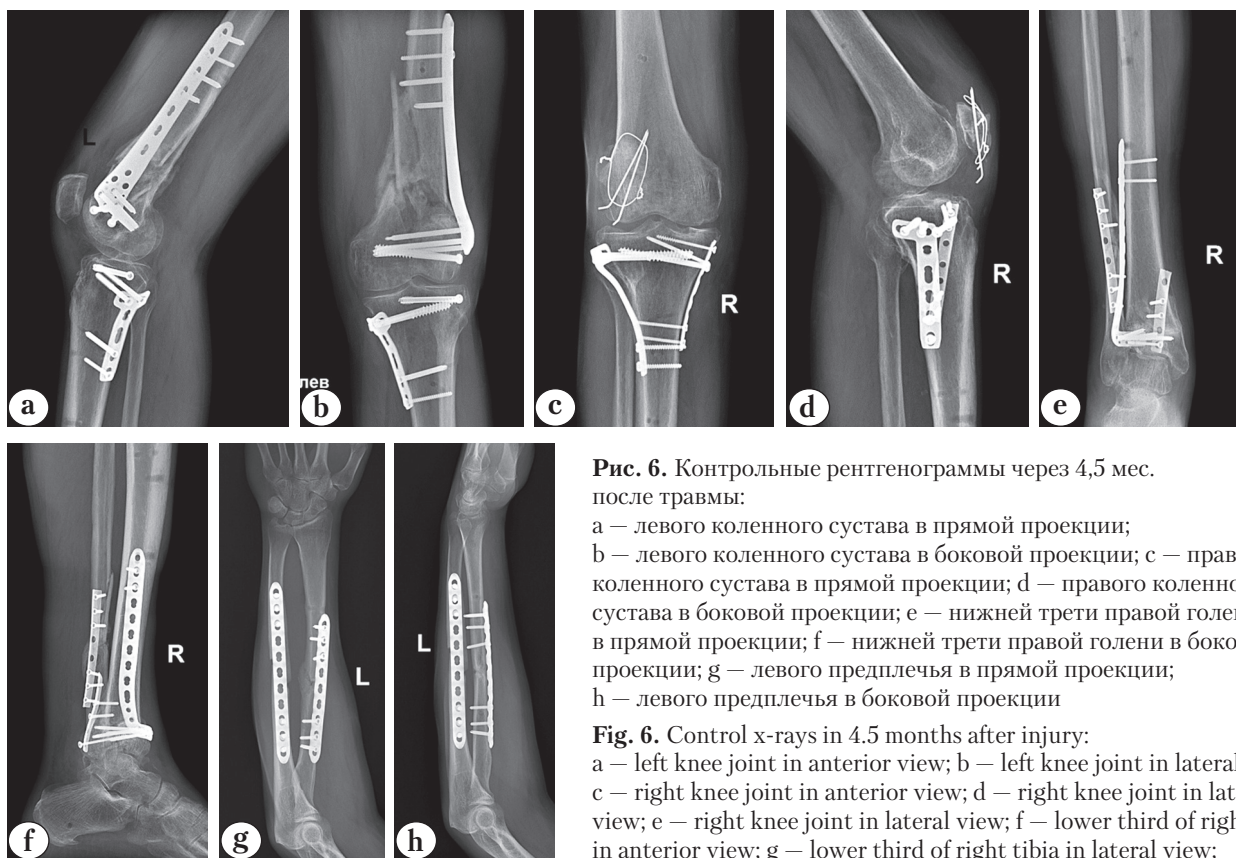 L
лев
R
R
R
a
b
c
d
e
R
L
L
f
g
h
Рис. 6. Контрольные рентгенограммы через 4,5 мес.
после травмы:
a — левого коленного сустава в прямой проекции;
b — левого коленного сустава в боковой проекции; c — прав
коленного сустава в прямой проекции; d — правого коленно
сустава в боковой проекции; e — нижней трети правой голен
в прямой проекции; f — нижней трети правой голени в боко
проекции; g — левого предплечья в прямой проекции;
h — левого предплечья в боковой проекции
Fig. 6. Control x-rays in 4.5 months after injury:
a — left knee joint in anterior view; b — left knee joint in lateral
c — right knee joint in anterior view; d — right knee joint in lat
view; e — right knee joint in lateral view; f — lower third of righ
in anterior view; g — lower third of right tibia in lateral view;